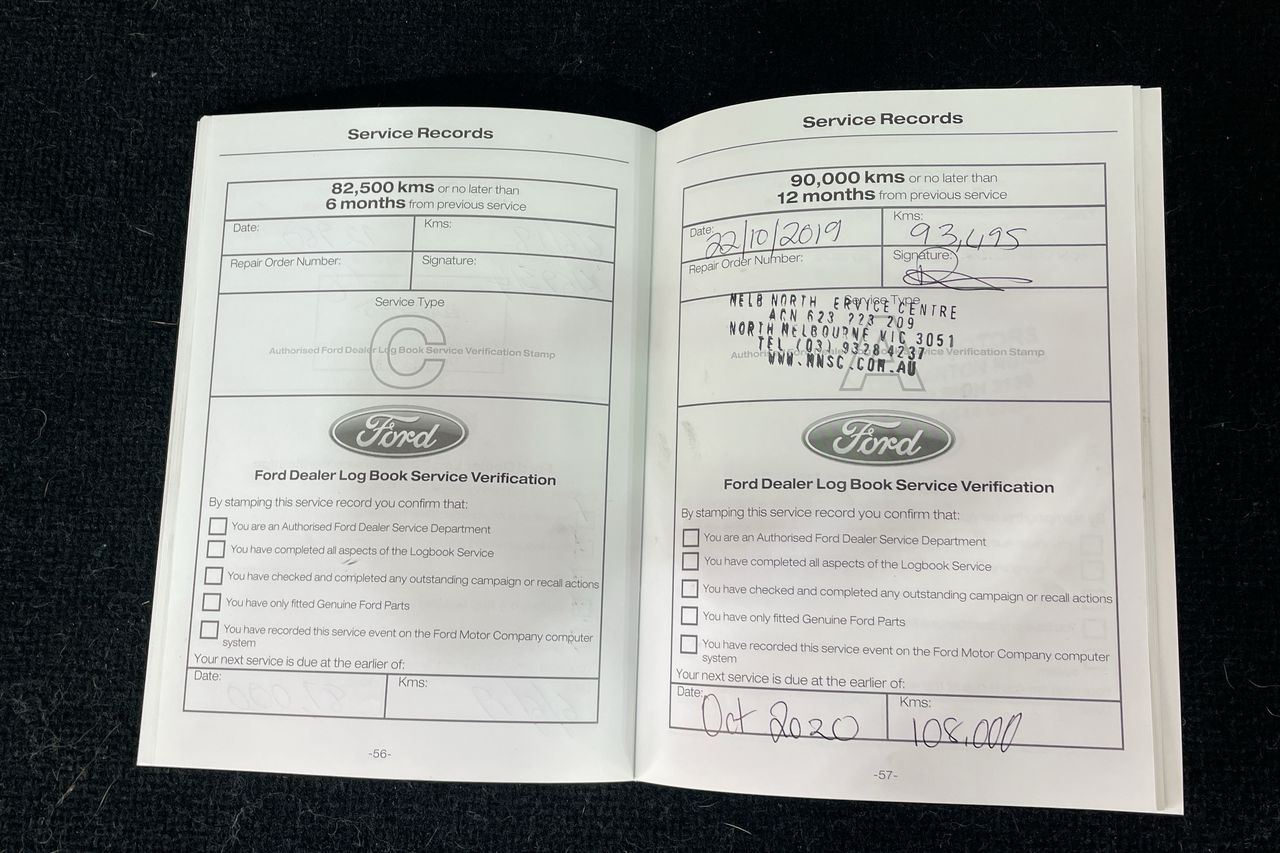 Service Records
82,500 kms or no later than
6 months from previous service
Date:
Kms:
Repair Order Number:
Signature:
Service Type
C
Authorised Ford Dealer Log Book Service Verification Stamp
Ford
Ford Dealer Log Book Service Verification
By stamping this service record you confirm that:
You are an Authorised Ford Dealer Service Department
You have completed all aspects of the Logbook Service
You have checked and completed any outstanding campaign or recall actions
You have only fitted Genuine Ford Parts
You have recorded this service event on the Ford Motor Company computer
system
Your next service is due at the earlier of:
Date:
Kms:
-56-
Service Records
90,000 kms or no later than
12 months from previous service
Date: 22/10/2019
Kms: 93,495
Repair Order Number:
Signature:
Service Type
MELB NORTH ERVICE CENTRE
ACN 623 223 209
NORTH MELBOURNE VIC 3051
TEL (03) 9328 4237
WWW.MNSC.COM.AU
A
Ford
Ford Dealer Log Book Service Verification
By stamping this service record you confirm that:
You are an Authorised Ford Dealer Service Department
You have completed all aspects of the Logbook Service
You have checked and completed any outstanding campaign or recall actions
You have only fitted Genuine Ford Parts
You have recorded this service event on the Ford Motor Company computer
system
Your next service is due at the earlier of:
Date: Oct 2020
Kms: 108,000
-57-